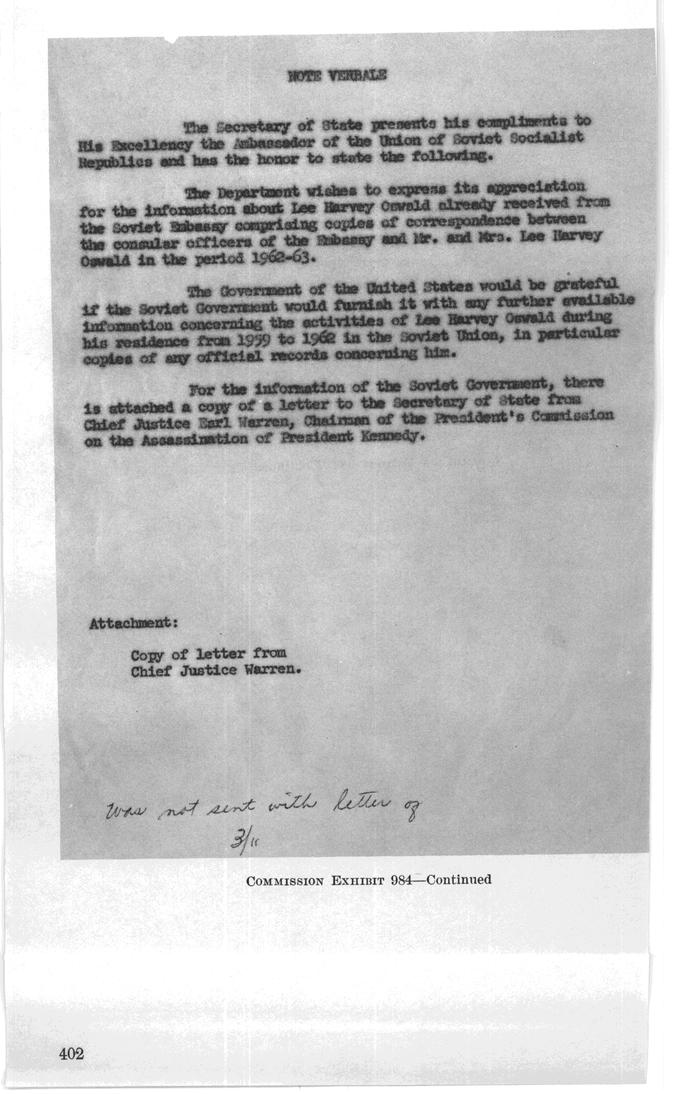 NOTE VERBALE
The Secretary of State presents his compliments to
His Excellency the Ambassador of the Union of Soviet Socialist
Republics and has the honor to state the following.
The Department wishes to express its appreciation
for the information about Lee Harvey Oswald already received from
the Soviet Embassy comprising copies of correspondence between
the consular officers of the Embassy and Mr. and Mrs. Lee Harvey
Oswald in the period 1962-63.
The Government of the United States would be grateful
if the Soviet Government would furnish it with any further available
information concerning the activities of Lee Harvey Oswald during
his residence from 1959 to 1962 in the Soviet Union, in particular
copies of any official records concerning him.
For the information of the Soviet Government, there
is attached a copy of a letter to the Secretary of State from
Chief Justice Earl Warren, Chairman of the President's Commission
on the Assassination of President Kennedy.
Attachment:
Copy of letter from
Chief Justice Warren.
Was not sent with letter of
3/11
COMMISSION EXHIBIT 984—Continued
402